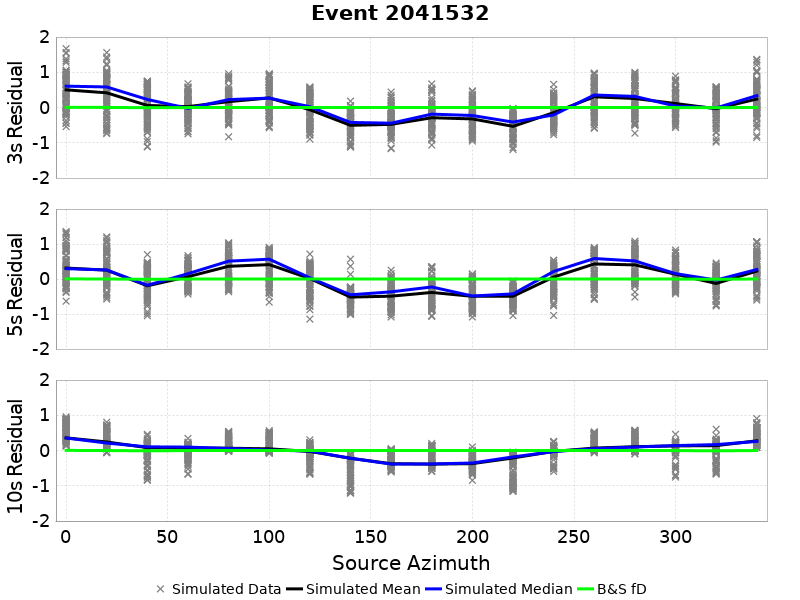 Event 2041532
2
1
0
-1
-2
3s Residual
2
1
0
-1
-2
5s Residual
2
1
0
-1
-2
10s Residual
0 50 100 150 200 250 300
Source Azimuth
Simulated Data Simulated Mean Simulated Median B&S fD